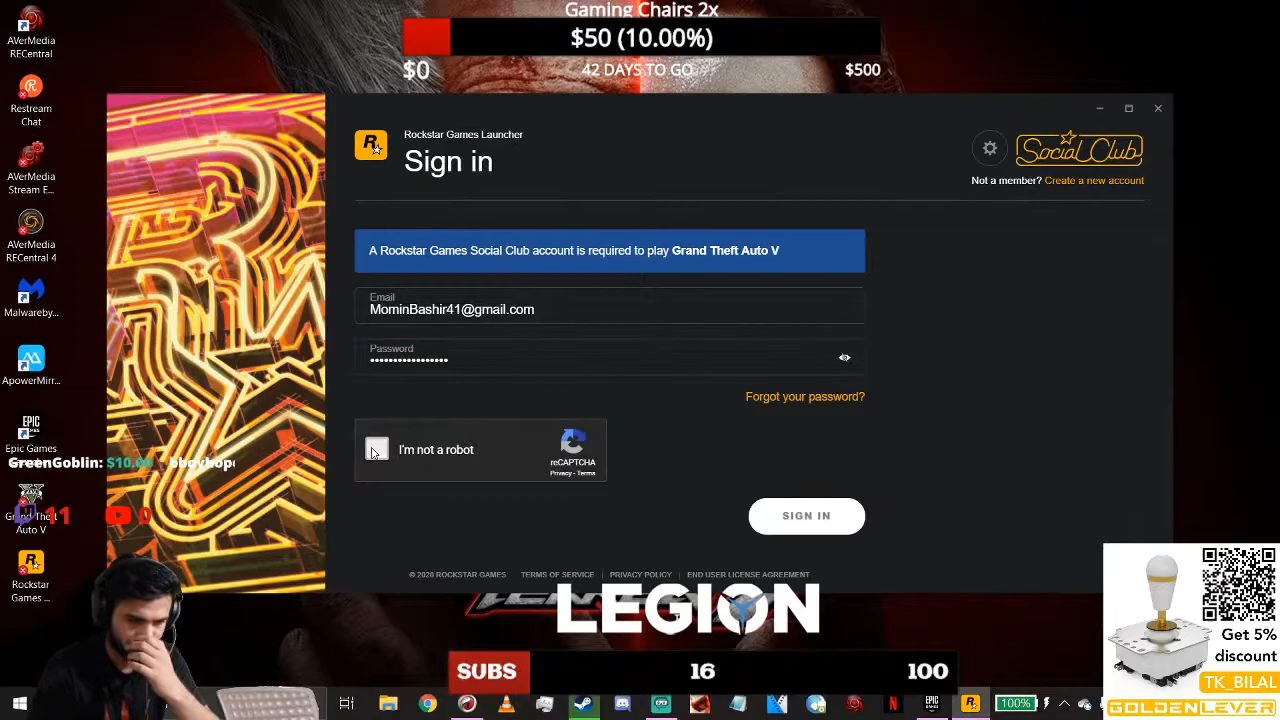 Gaming Chairs 2x
$50 (10.00%)
$0
42 DAYS TO GO
$500
AVerMedia
RECentral
Restream
Chat
AVerMedia
Stream E...
AVerMedia
RECentral 4
Malwareby...
ApowerMirr...
EPIC
GAMES
Epic Games
GreenGoblin: $10.00
11
0
Auto V
Rockstar
Games ...
Rockstar Games Launcher
Sign in
Social Club
Not a member? Create a new account
A Rockstar Games Social Club account is required to play Grand Theft Auto V
Email
MominBashir41@gmail.com
Password
Forgot your password?
I'm not a robot
reCAPTCHA
Privacy - Terms
SIGN IN
© 2020 ROCKSTAR GAMES
TERMS OF SERVICE
PRIVACY POLICY
END USER LICENSE AGREEMENT
LEGION
SUBS
16
100
Get 5%
discount
TK_BILAL
GOLDENLEVER
100%